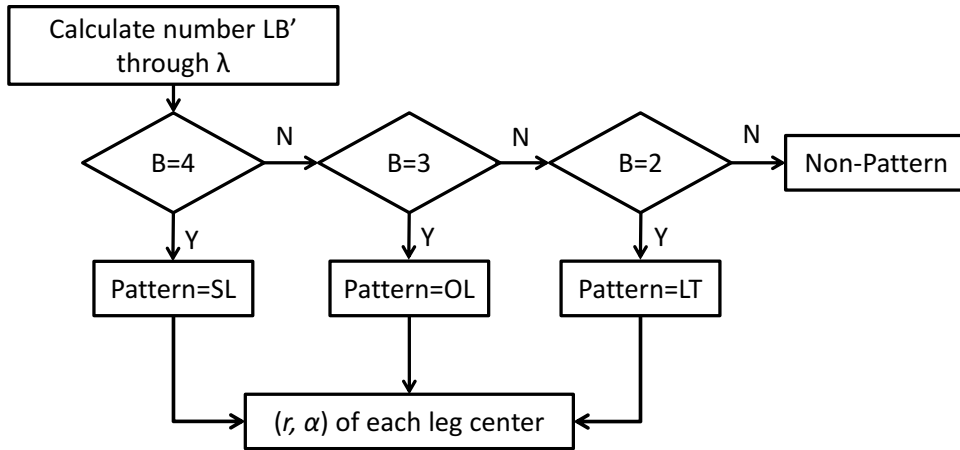 Calculate number LB’
through λ
N
N
N
B=4
B=3
B=2
Non-Pattern
Y
Y
Y
Pattern=SL
Pattern=OL
Pattern=LT
(r, α) of each leg center